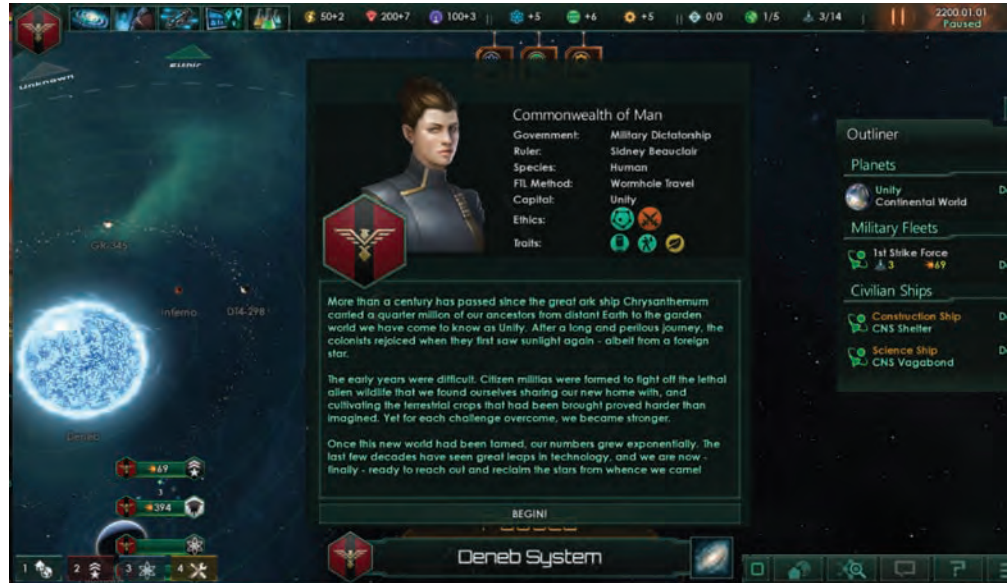 50+2
200+7
100+3
+5
+6
+5
0/0
1/5
3/14
2200.01.01
Paused
Unknown
Commonwealth of Man
Government: Military Dictatorship
Ruler: Sidney Beauclair
Species: Human
FTL Method: Wormhole Travel
Capital: Unity
Ethics:
Traits:
Outliner
Planets
Unity
Continental World
Military Fleets
1st Strike Force
3 69
Civilian Ships
Construction Ship
CNS Shelter
Science Ship
CNS Vagabond
Inferno
Deneb
More than a century has passed since the great ark ship Chrysanthemum
carried a quarter million of our ancestors from distant Earth to the garden
world we have come to know as Unity. After a long and perilous journey, the
colonists rejoiced when they first saw sunlight again - albeit from a foreign
star.
The early years were difficult. Citizen militias were formed to fight off the lethal
alien wildlife that we found ourselves sharing our new home with, and
cultivating the terrestrial crops that had been brought proved harder than
imagined. Yet for each challenge overcome, we became stronger.
Once this new world had been tamed, our numbers grew exponentially. The
last few decades have seen great leaps in technology, and we are now -
finally - ready to reach out and reclaim the stars from whence we came!
BEGIN!
69
3
394
Deneb System
1
2
3
4